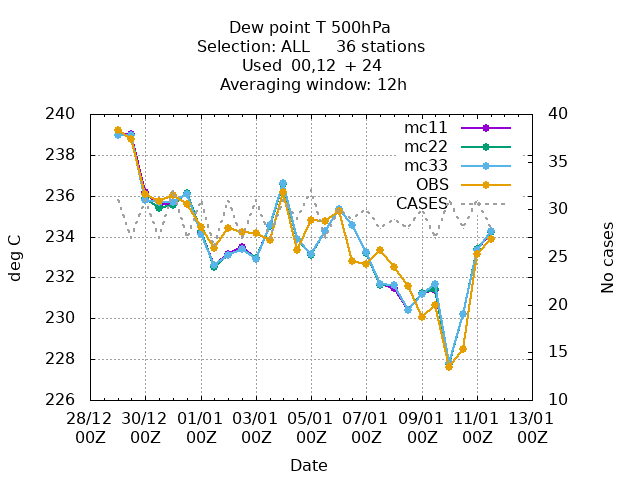 Dew point T 500hPa
Selection: ALL     36 stations
Used  00,12  + 24
Averaging window: 12h
240 40
mc11
mc22
238 35
mc33
OBS
236 CASES 30
234 25
deg C No cases
232
230 20
228 15
226 10
28/12 30/12 01/01 03/01 05/01 07/01 09/01 11/01 13/01
00Z 00Z 00Z 00Z 00Z 00Z 00Z 00Z 00Z
Date